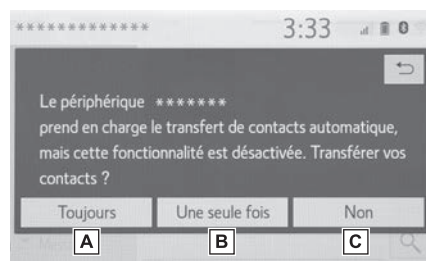 ************* 3:33
Le périphérique *******
prend en charge le transfert de contacts automatique,
mais cette fonctionnalité est désactivée. Transférer vos
contacts ?
Toujours Une seule fois Non
A B C